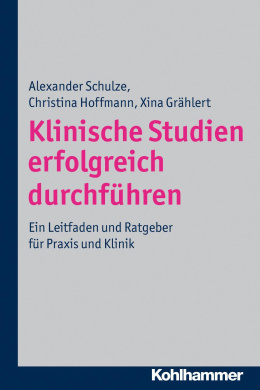 Alexander Schulze,
Christina Hoffmann, Xina Grählert
Klinische Studien
erfolgreich
durchführen
Ein Leitfaden und Ratgeber
für Praxis und Klinik
Kohlhammer